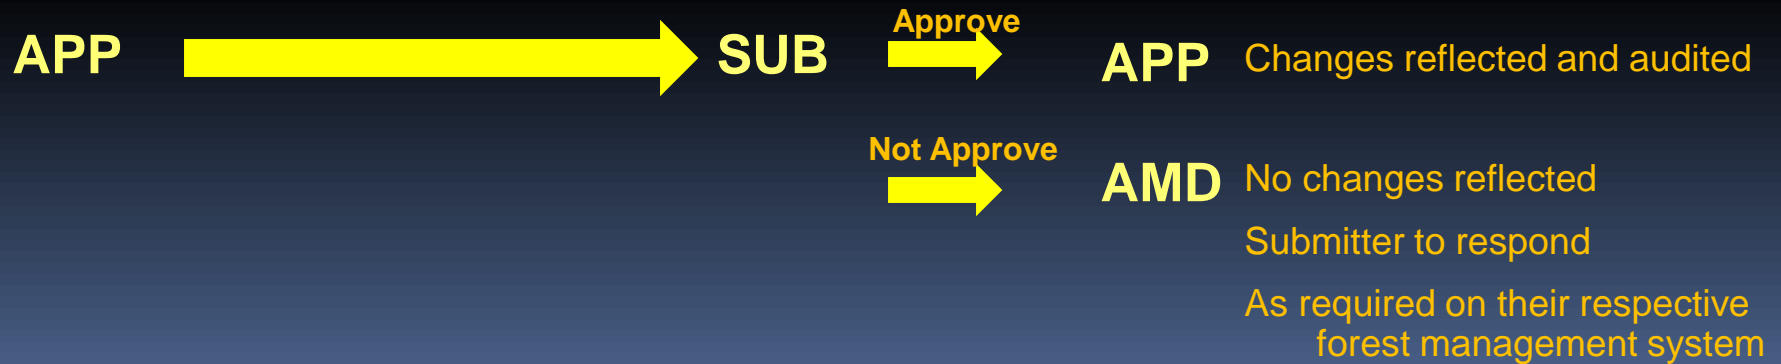 APP
SUB
Approve
APP
Changes reflected and audited
Not Approve
AMD
No changes reflected
Submitter to respond
As required on their respective
forest management system